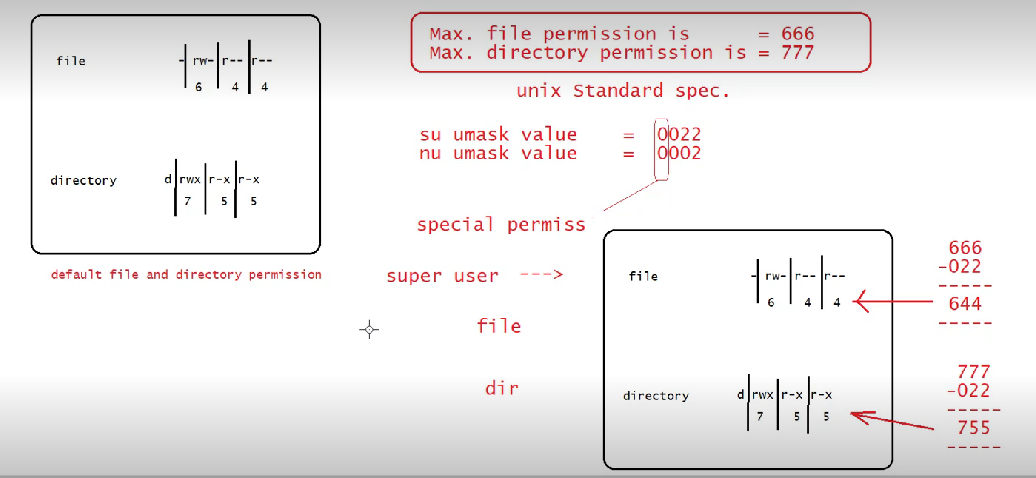 file -rw-r--r--
6 4 4
directory drwxr-xr-x
7 5 5
default file and directory permission
Max. file permission is = 666
Max. directory permission is = 777
unix Standard spec.
su umask value = 0022
nu umask value = 0002
special permiss
super user --->
file
dir
file -rw-r--r--
6 4 4
directory drwxr-xr-x
7 5 5
666
-022
-----
644
-----
777
-022
-----
755
-----